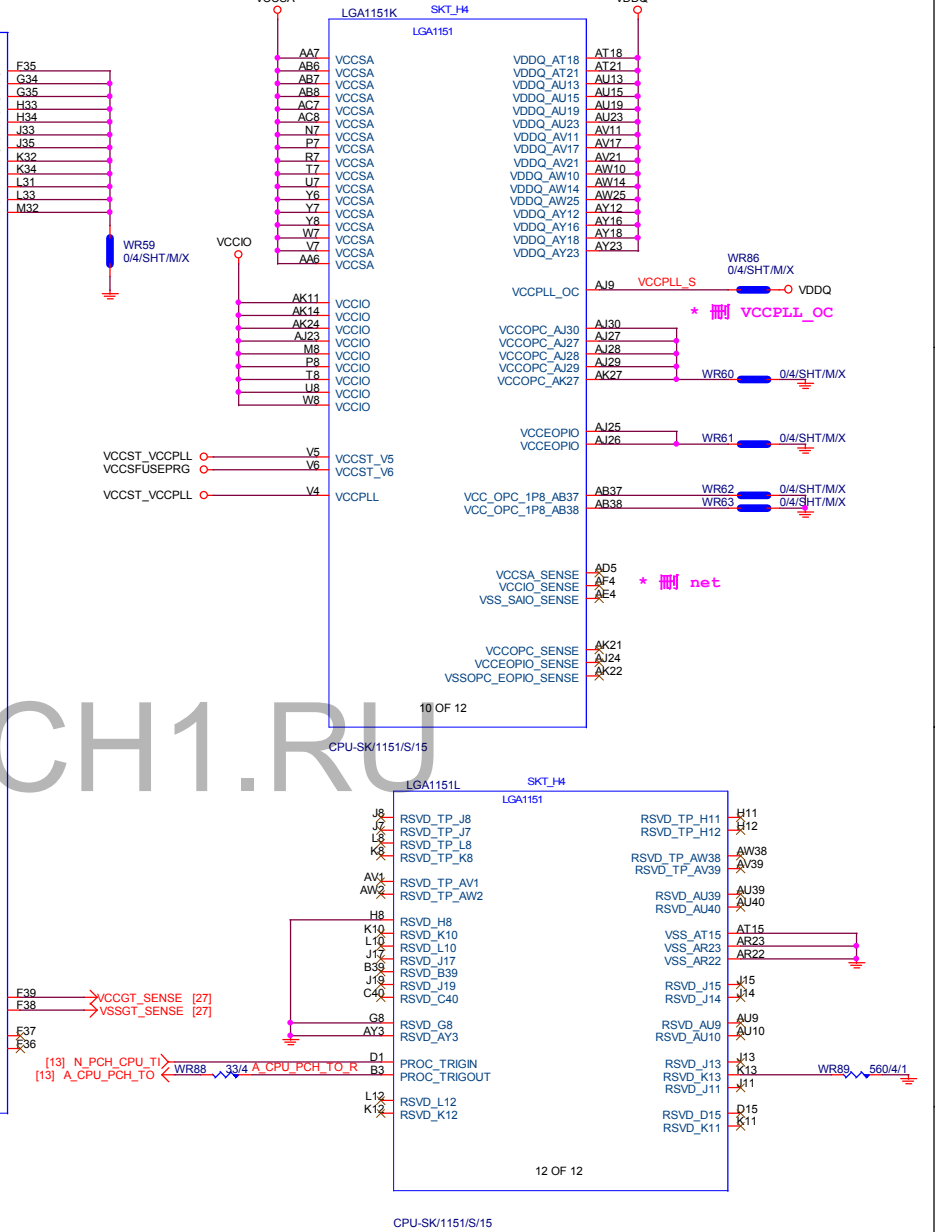 VCCSA
VDDQ
LGA1151K
SKT_H4
LGA1151
F35
G34
G35
H33
H34
J33
J35
K32
K34
L31
L33
M32
WR59
0/4/SHT/M/X
AA7 VCCSA
AB6 VCCSA
AB7 VCCSA
AB8 VCCSA
AC7 VCCSA
AC8 VCCSA
N7 VCCSA
P7 VCCSA
R7 VCCSA
T7 VCCSA
U7 VCCSA
Y6 VCCSA
Y7 VCCSA
Y8 VCCSA
W7 VCCSA
V7 VCCSA
AA6 VCCSA
VDDQ_AT18 AT18
VDDQ_AT21 AT21
VDDQ_AU13 AU13
VDDQ_AU15 AU15
VDDQ_AU19 AU19
VDDQ_AU23 AU23
VDDQ_AV11 AV11
VDDQ_AV17 AV17
VDDQ_AV21 AV21
VDDQ_AW10 AW10
VDDQ_AW14 AW14
VDDQ_AW25 AW25
VDDQ_AY12 AY12
VDDQ_AY16 AY16
VDDQ_AY18 AY18
VDDQ_AY23 AY23
VCCIO
AK11 VCCIO
AK14 VCCIO
AK24 VCCIO
AJ23 VCCIO
M8 VCCIO
P8 VCCIO
T8 VCCIO
U8 VCCIO
W8 VCCIO
WR86
0/4/SHT/M/X
VCCPLL_OC AJ9 VCCPLL_S VDDQ
* 刪 VCCPLL_OC
VCCOPC_AJ30 AJ30
VCCOPC_AJ27 AJ27
VCCOPC_AJ28 AJ28
VCCOPC_AJ29 AJ29
VCCOPC_AK27 AK27 WR60 0/4/SHT/M/X
VCCEOPIO AJ25
VCCEOPIO AJ26 WR61 0/4/SHT/M/X
VCCST_VCCPLL V5 VCCST_V5
VCCSFUSEPRG V6 VCCST_V6
VCCST_VCCPLL V4 VCCPLL
VCC_OPC_1P8_AB37 AB37 WR62 0/4/SHT/M/X
VCC_OPC_1P8_AB38 AB38 WR63 0/4/SHT/M/X
VCCSA_SENSE AD5
VCCIO_SENSE AF4
VSS_SAIO_SENSE AE4
* 刪 net
VCCOPC_SENSE AK21
VCCEOPIO_SENSE AJ24
VSSOPC_EOPIO_SENSE AK22
10 OF 12
CPU-SK/1151/S/15
CH1.RU
LGA1151L
SKT_H4
LGA1151
J8 RSVD_TP_J8
J7 RSVD_TP_J7
L8 RSVD_TP_L8
K8 RSVD_TP_K8
AV1 RSVD_TP_AV1
AW2 RSVD_TP_AW2
H8 RSVD_H8
K10 RSVD_K10
L10 RSVD_L10
J17 RSVD_J17
B39 RSVD_B39
J19 RSVD_J19
C40 RSVD_C40
G8 RSVD_G8
AY3 RSVD_AY3
RSVD_TP_H11 H11
RSVD_TP_H12 H12
RSVD_TP_AW38 AW38
RSVD_TP_AV39 AV39
RSVD_AU39 AU39
RSVD_AU40 AU40
VSS_AT15 AT15
VSS_AR23 AR23
VSS_AR22 AR22
RSVD_J15 J15
RSVD_J14 J14
RSVD_AU9 AU9
RSVD_AU10 AU10
F39 VCCGT_SENSE [27]
F38 VSSGT_SENSE [27]
F37
F36
[13] N_PCH_CPU_TI D1 PROC_TRIGIN
[13] A_CPU_PCH_TO WR88 33/4 A_CPU_PCH_TO_R B3 PROC_TRIGOUT
L12 RSVD_L12
K12 RSVD_K12
RSVD_J13 J13
RSVD_K13 K13 WR89 560/4/1
RSVD_J11 J11
RSVD_D15 D15
RSVD_K11 K11
12 OF 12
CPU-SK/1151/S/15